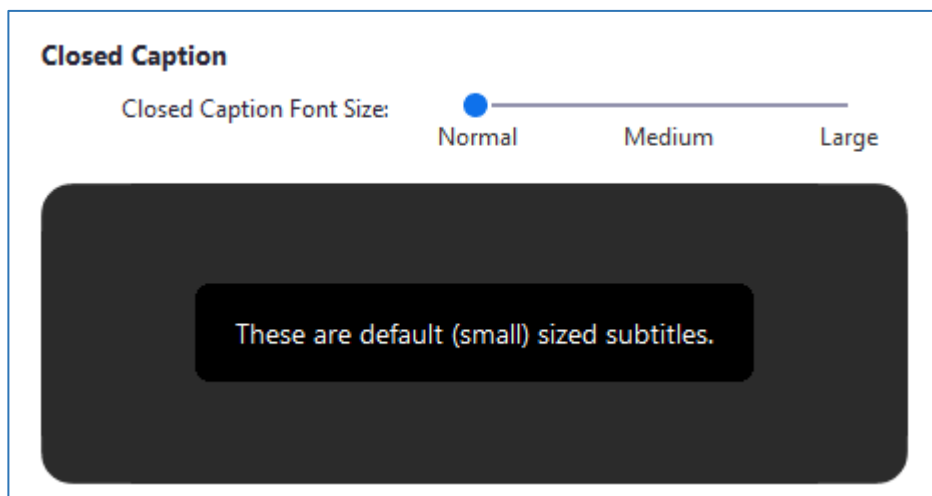 Closed Caption
Closed Caption Font Size:
Normal Medium Large
These are default (small) sized subtitles.